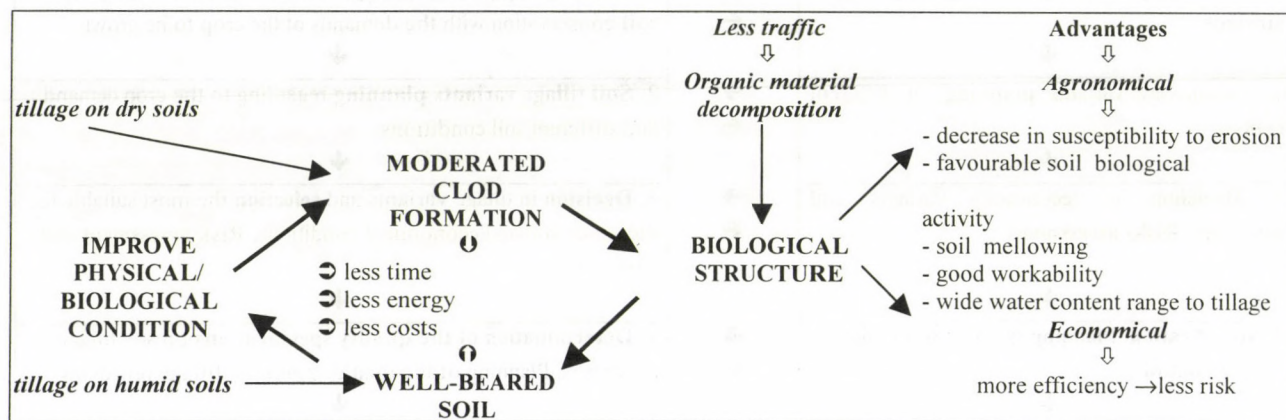 tillage on dry soils
tillage on humid soils
IMPROVE
PHYSICAL/
BIOLOGICAL
CONDITION
MODERATED
CLOD
FORMATION
less time
less energy
less costs
WELL-BEARED
SOIL
Less traffic
⇩
Organic material
decomposition
BIOLOGICAL
STRUCTURE
Advantages
⇩
Agronomical
⇩
- decrease in susceptibility to erosion
- favourable soil biological
activity
- soil mellowing
- good workability
- wide water content range to tillage
Economical
⇩
more efficiency →less risk